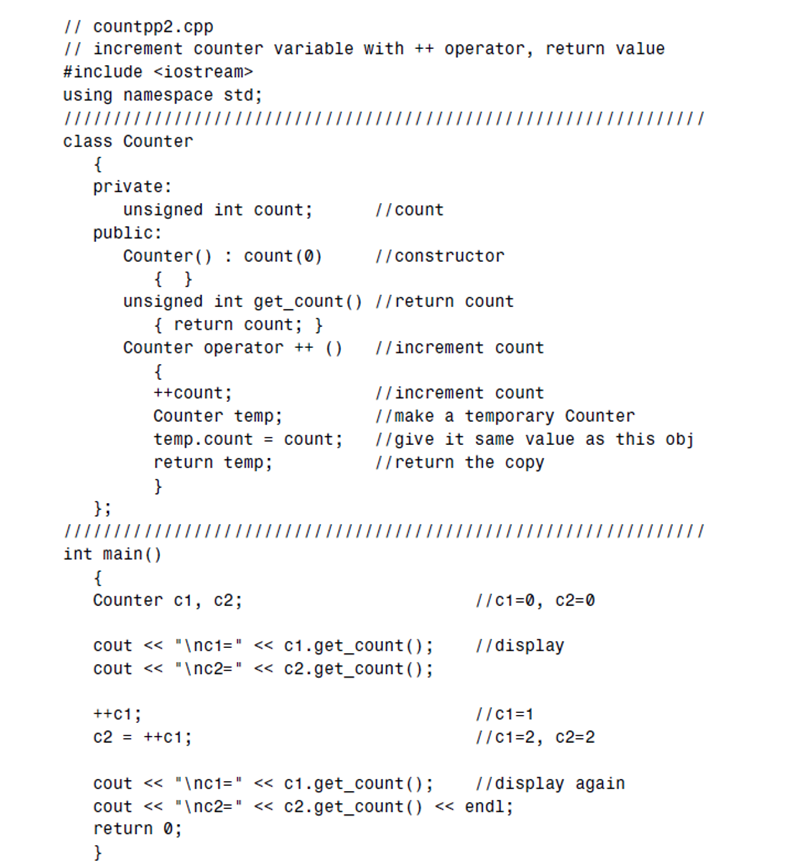 // countpp2.cpp
// increment counter variable with ++ operator, return value
#include <iostream>
using namespace std;
////////////////////////////////////////////////////////////////
class Counter
{
private:
unsigned int count; //count
public:
Counter() : count(0) //constructor
{ }
unsigned int get_count() //return count
{ return count; }
Counter operator ++ () //increment count
{
++count; //increment count
Counter temp; //make a temporary Counter
temp.count = count; //give it same value as this obj
return temp; //return the copy
}
};
////////////////////////////////////////////////////////////////
int main()
{
Counter c1, c2; //c1=0, c2=0
cout << "\nc1=" << c1.get_count(); //display
cout << "\nc2=" << c2.get_count();
++c1; //c1=1
c2 = ++c1; //c1=2, c2=2
cout << "\nc1=" << c1.get_count(); //display again
cout << "\nc2=" << c2.get_count() << endl;
return 0;
}